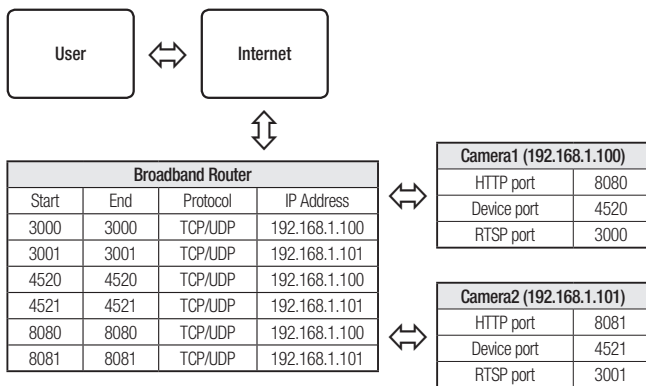 User
Internet
Broadband Router
Start End Protocol IP Address
3000 3000 TCP/UDP 192.168.1.100
3001 3001 TCP/UDP 192.168.1.101
4520 4520 TCP/UDP 192.168.1.100
4521 4521 TCP/UDP 192.168.1.101
8080 8080 TCP/UDP 192.168.1.100
8081 8081 TCP/UDP 192.168.1.101
Camera1 (192.168.1.100)
HTTP port 8080
Device port 4520
RTSP port 3000
Camera2 (192.168.1.101)
HTTP port 8081
Device port 4521
RTSP port 3001